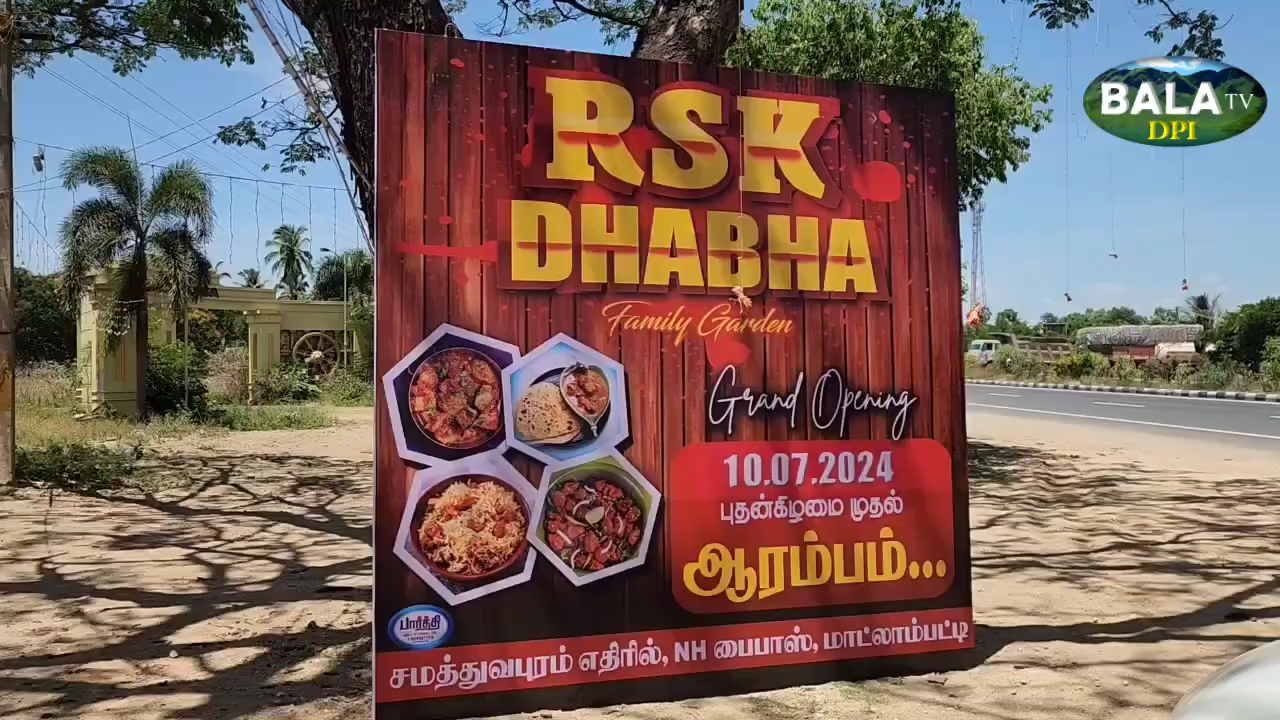 BALA TV
DPI
RSK
DHABHA
Family Garden
Grand Opening
10.07.2024
புதன்கிழமை முதல்
ஆரம்பம்...
பார்த்தி
சமத்துவபுரம் எதிரில், NH பைபாஸ், மாட்லாம்பட்டி